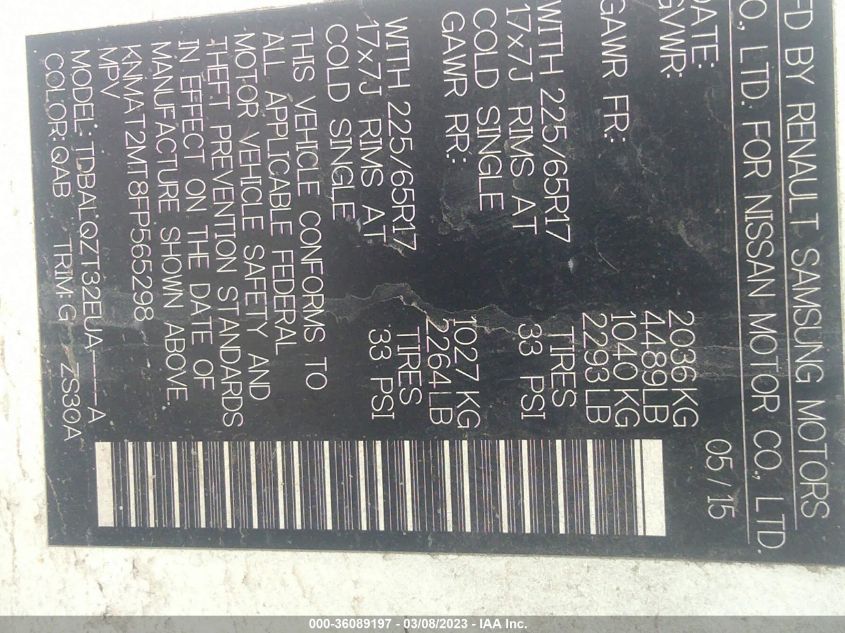 ED BY RENAULT SAMSUNG MOTORS
CO., LTD. FOR NISSAN MOTOR CO., LTD.
DATE: 05/15
GVWR: 2036KG
4489LB
GAWR FR: 1040KG
2293LB
WITH 225/65R17 TIRES
17x7J RIMS AT 33 PSI
COLD SINGLE
GAWR RR: 1027KG
2264LB
WITH 225/65R17 TIRES
17x7J RIMS AT 33 PSI
COLD SINGLE
THIS VEHICLE CONFORMS TO
ALL APPLICABLE FEDERAL
MOTOR VEHICLE SAFETY AND
THEFT PREVENTION STANDARDS
IN EFFECT ON THE DATE OF
MANUFACTURE SHOWN ABOVE.
KNMAT2MT8FP565298
MPV
MODEL: TDBALQZT32EUA----A
COLOR:QAB TRIM:G ZS30A
000-36089197 - 03/08/2023 - IAA Inc.